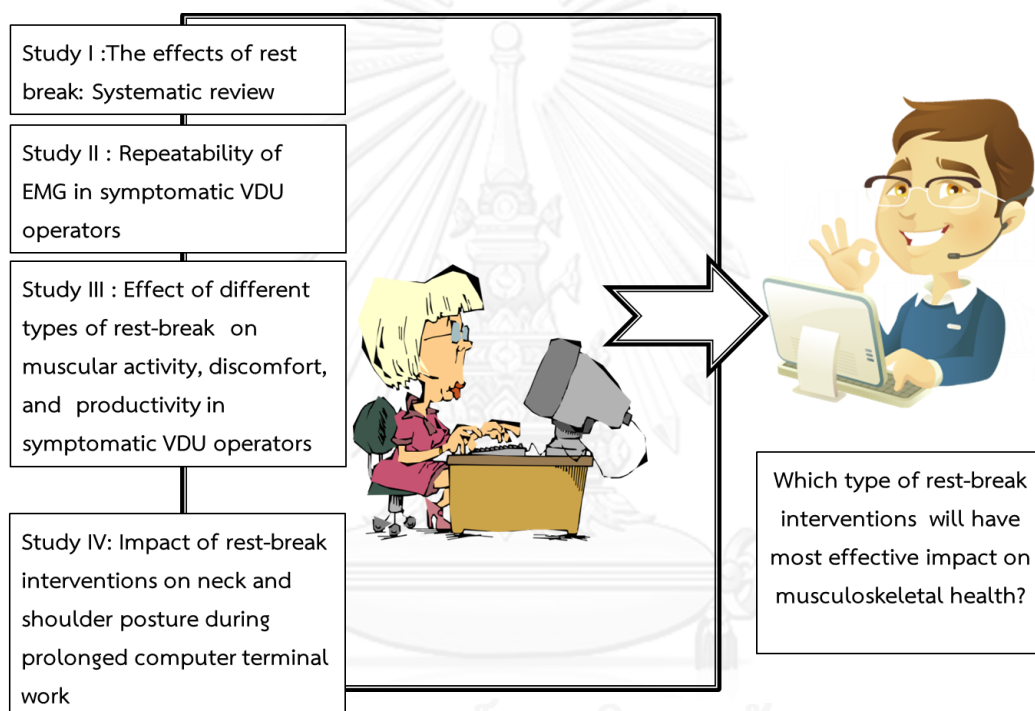 Study I :The effects of rest
break: Systematic review
Study II : Repeatability of
EMG in symptomatic VDU
operators
Study III : Effect of different
types of rest-break on
muscular activity, discomfort,
and productivity in
symptomatic VDU operators
Study IV: Impact of rest-break
interventions on neck and
shoulder posture during
prolonged computer terminal
work
Which type of rest-break
interventions will have
most effective impact on
musculoskeletal health?